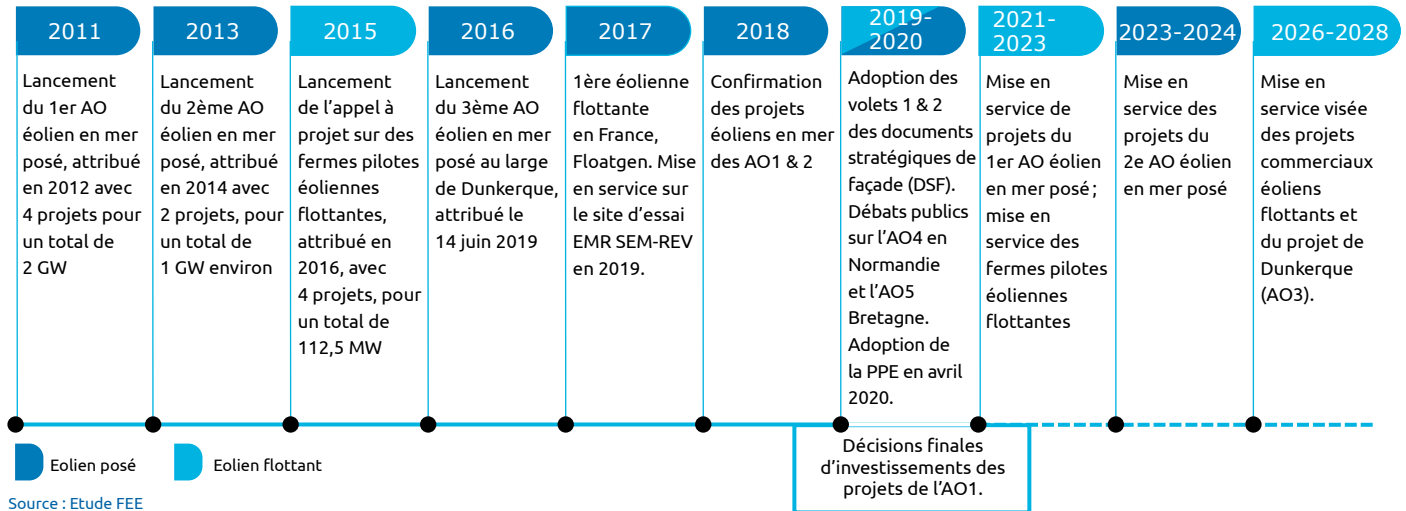 2011
Lancement
du 1er AO
éolien en mer
posé, attribué
en 2012 avec
4 projets pour
un total de
2 GW
2013
Lancement
du 2ème AO
éolien en mer
posé, attribué
en 2014 avec
2 projets, pour
un total de
1 GW environ
2015
Lancement
de l’appel à
projet sur des
fermes pilotes
éoliennes
flottantes,
attribué en
2016, avec
4 projets, pour
un total de
112,5 MW
2016
Lancement
du 3ème AO
éolien en mer
posé au large
de Dunkerque,
attribué le
14 juin 2019
2017
1ère éolienne
flottante
en France,
Floatgen. Mise
en service sur
le site d’essai
EMR SEM-REV
en 2019.
2018
Confirmation
des projets
éoliens en mer
des AO1 & 2
2019-
2020
Adoption des
volets 1 & 2
des documents
stratégiques de
façade (DSF).
Débats publics
sur l’AO4 en
Normandie
et l’AO5
Bretagne.
Adoption de
la PPE en avril
2020.
2021-
2023
Mise en
service de
projets du
1er AO éolien
en mer posé ;
mise en
service des
fermes pilotes
éoliennes
flottantes
2023-2024
Mise en
service des
projets du
2e AO éolien
en mer posé
2026-2028
Mise en
service visée
des projets
commerciaux
éoliens
flottants et
du projet de
Dunkerque
(AO3).
Décisions finales
d’investissements des
projets de l’AO1.
Eolien posé
Eolien flottant
Source : Etude FEE